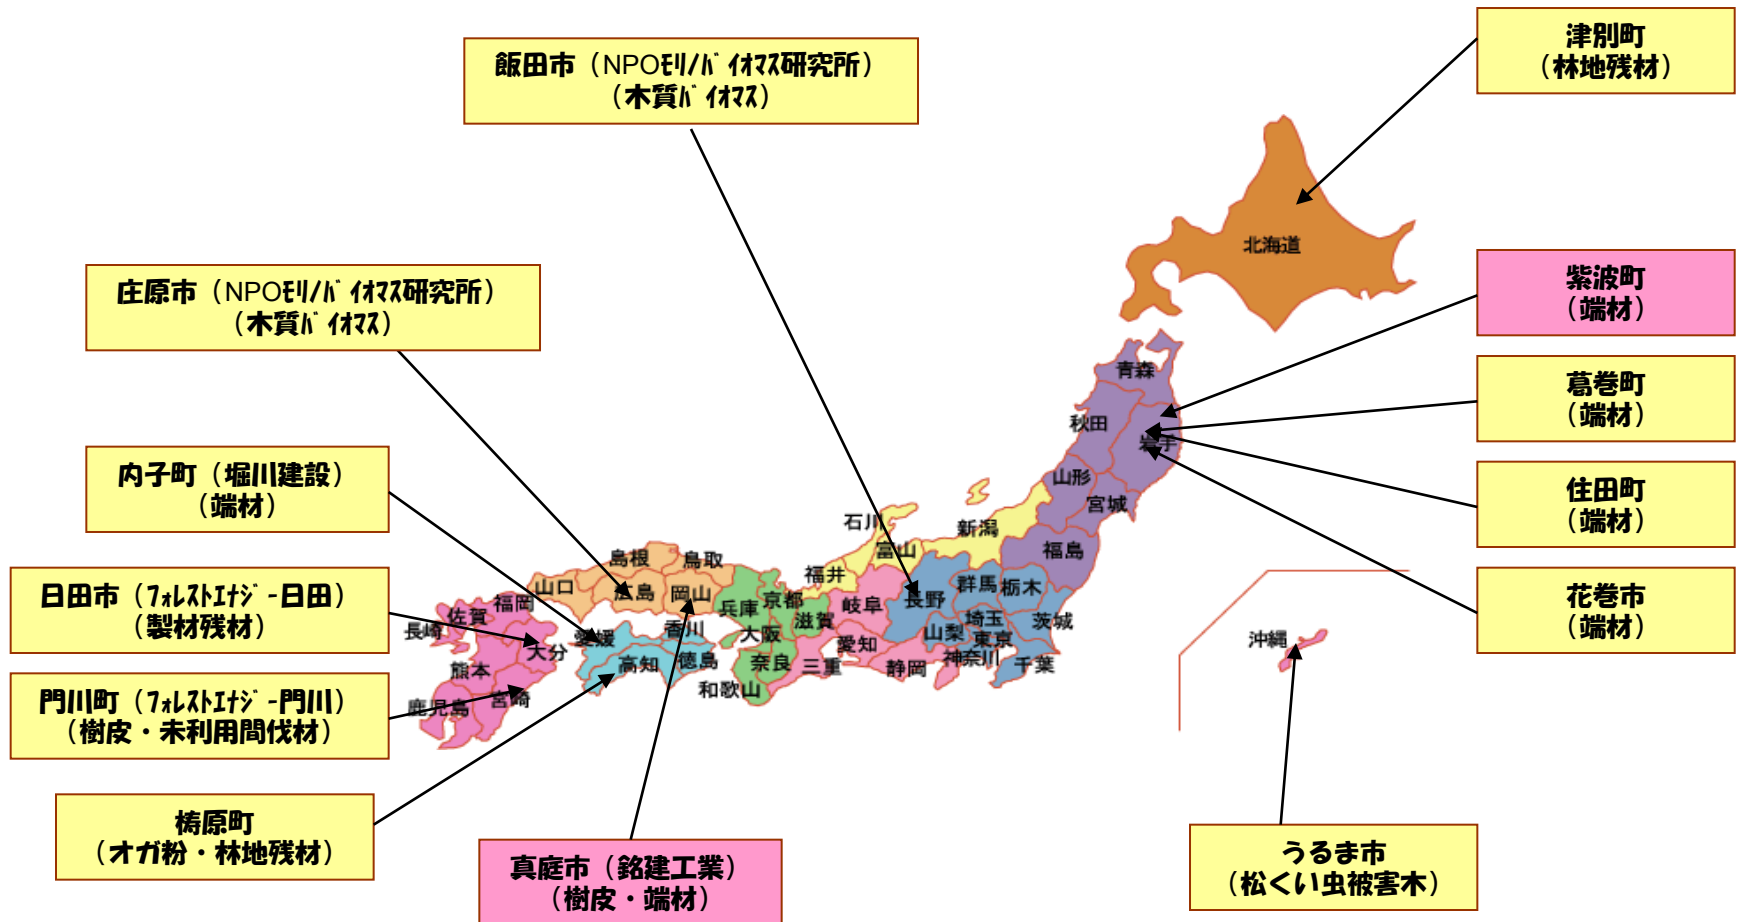 飯田市（NPOﾓﾘﾉﾊﾞｲｵﾏｽ研究所）
（木質ﾊﾞｲｵﾏｽ）
津別町
（林地残材）
庄原市（NPOﾓﾘﾉﾊﾞｲｵﾏｽ研究所）
（木質ﾊﾞｲｵﾏｽ）
紫波町
（端材）
葛巻町
（端材）
内子町（堀川建設）
（端材）
住田町
（端材）
日田市（ﾌｫﾚｽﾄｴﾅｼﾞｰ日田）
（製材残材）
花巻市
（端材）
門川町（ﾌｫﾚｽﾄｴﾅｼﾞｰ門川）
（樹皮・未利用間伐材）
梼原町
（オガ粉・林地残材）
真庭市（銘建工業）
（樹皮・端材）
うるま市
（松くい虫被害木）
北海道
青森
秋田
岩手
山形
宮城
福島
新潟
石川
富山
福井
長野
群馬
栃木
茨城
埼玉
東京
千葉
神奈川
山梨
静岡
岐阜
愛知
三重
滋賀
京都
兵庫
大阪
奈良
和歌山
鳥取
島根
岡山
広島
山口
香川
徳島
愛媛
高知
福岡
佐賀
長崎
大分
熊本
宮崎
鹿児島
沖縄